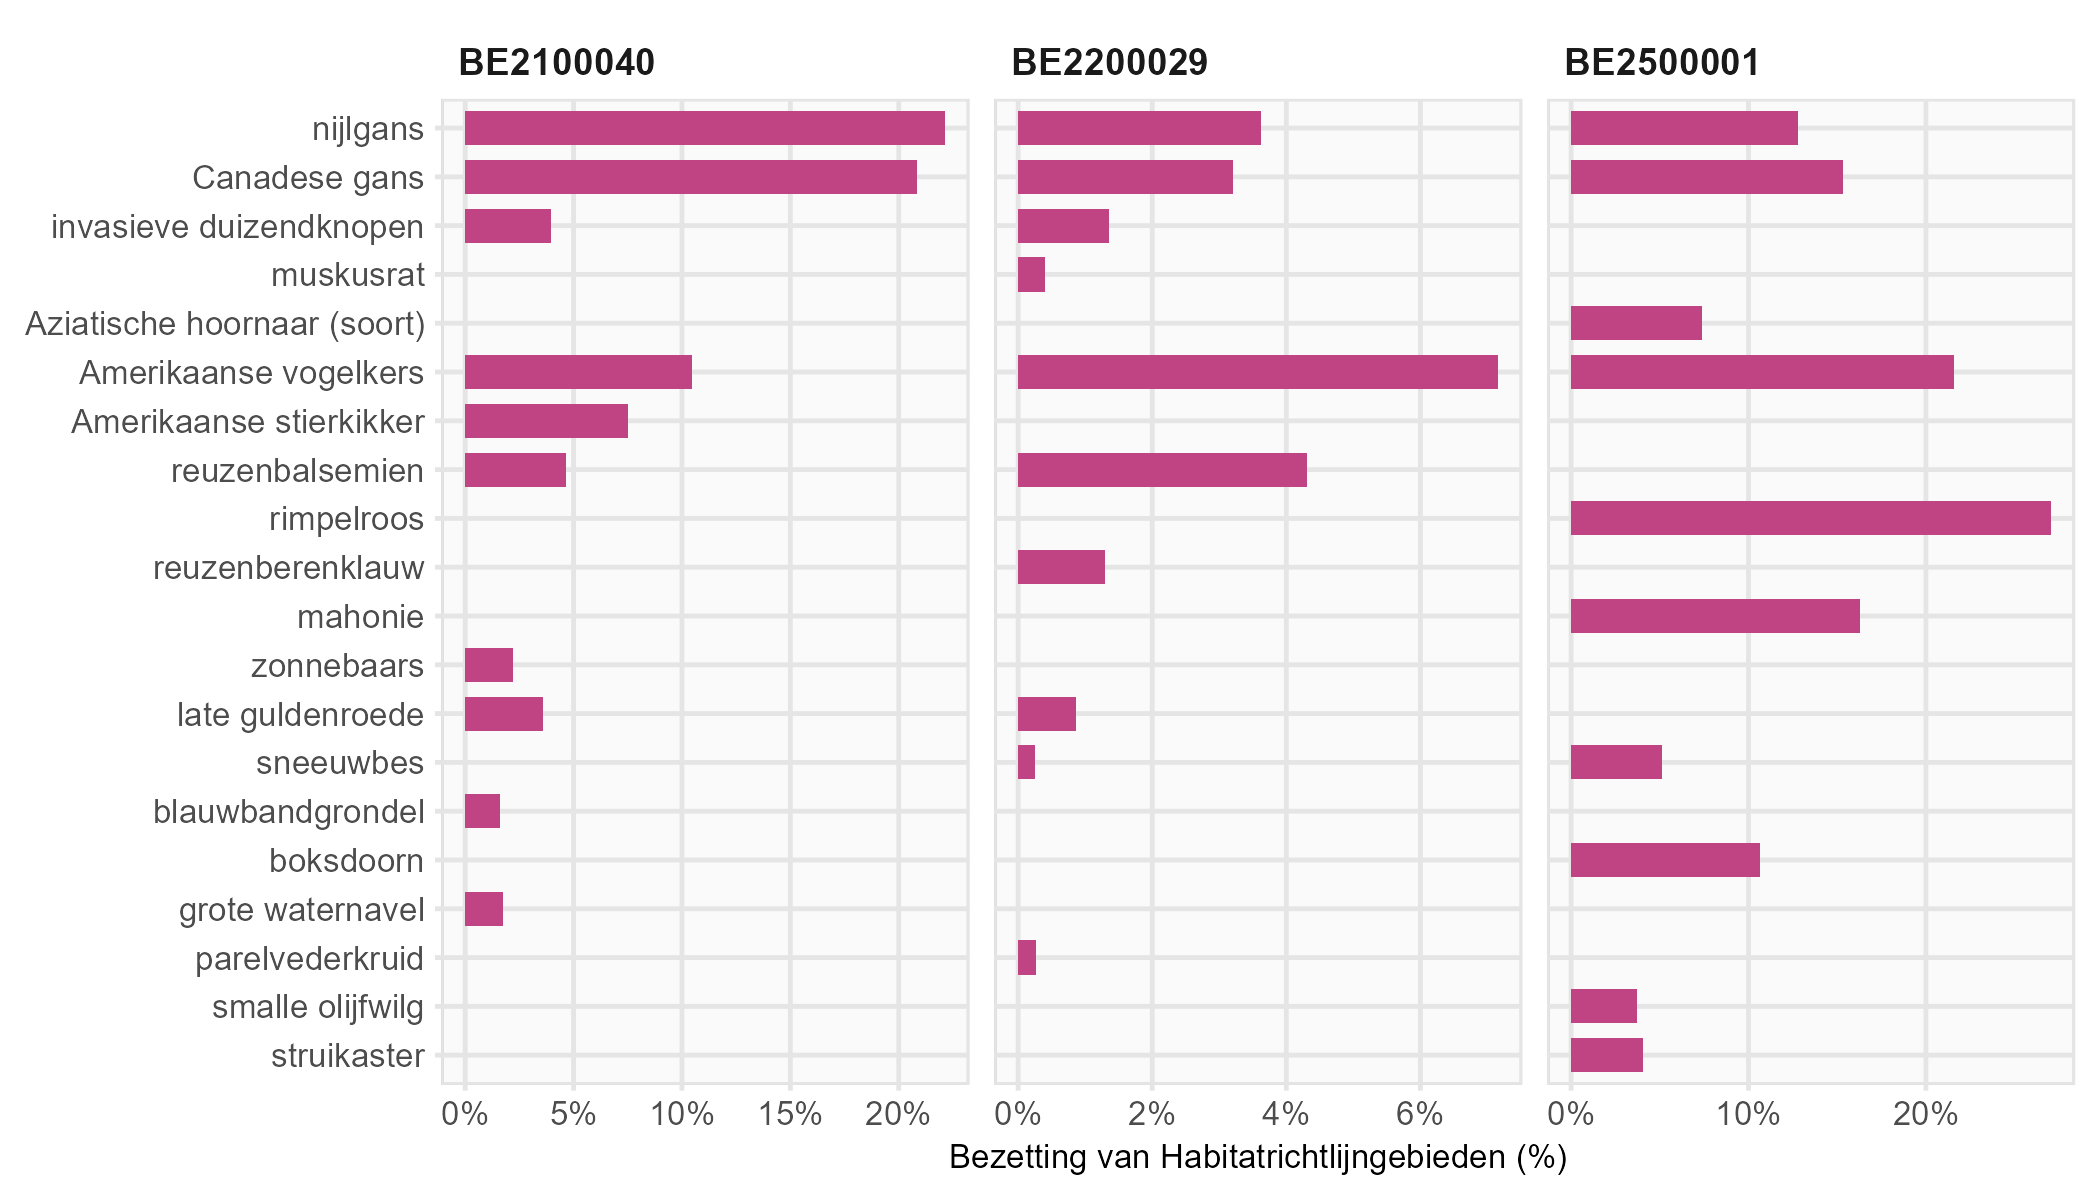 BE2100040 BE2200029 BE2500001
nijlgans
Canadese gans
invasieve duizendknopen
muskusrat
Aziatische hoornaar (soort)
Amerikaanse vogelkers
Amerikaanse stierkikker
reuzenbalsemien
rimpelroos
reuzenberenklauw
mahonie
zonnebaars
late guldenroede
sneeuwbes
blauwbandgrondel
boksdoorn
grote waternavel
parelvederkruid
smalle olijfwilg
struikaster
0% 5% 10% 15% 20% 0% 2% 4% 6% 0% 10% 20%
Bezetting van Habitatrichtlijngebieden (%)